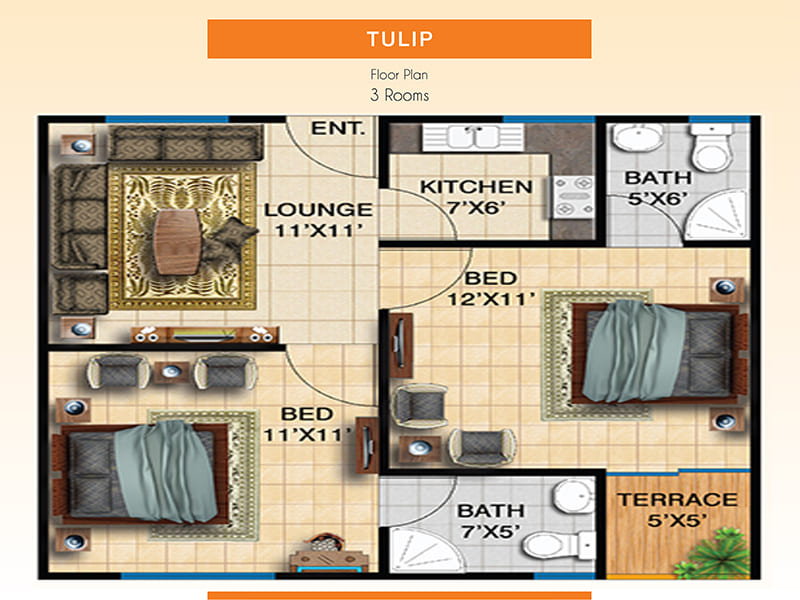 TULIP
Floor Plan
3 Rooms
ENT.
LOUNGE
11'X11'
KITCHEN
7'X6'
BATH
5'X6'
BED
12'X11'
BED
11'X11'
BATH
7'X5'
TERRACE
5'X5'